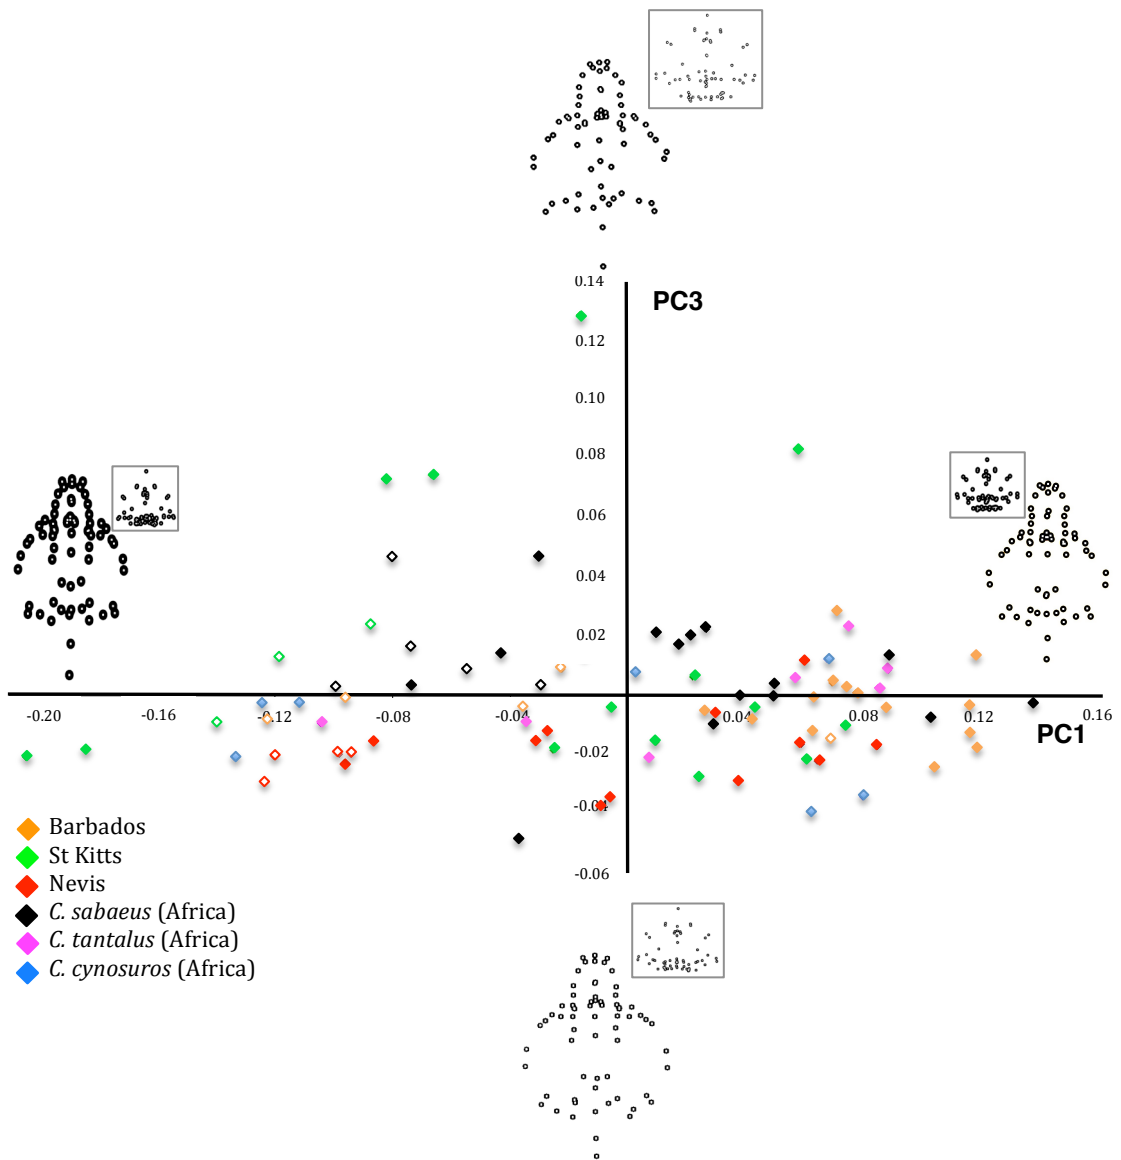 0.14
PC3
0.12
0.10
0.08
0.06
0.04
0.02
-0.20 -0.16 -0.12 -0.08 -0.04 0.04 0.08 0.12 0.16
PC1
-0.02
-0.04
-0.06
Barbados
St Kitts
Nevis
C. sabaeus (Africa)
C. tantalus (Africa)
C. cynosuros (Africa)